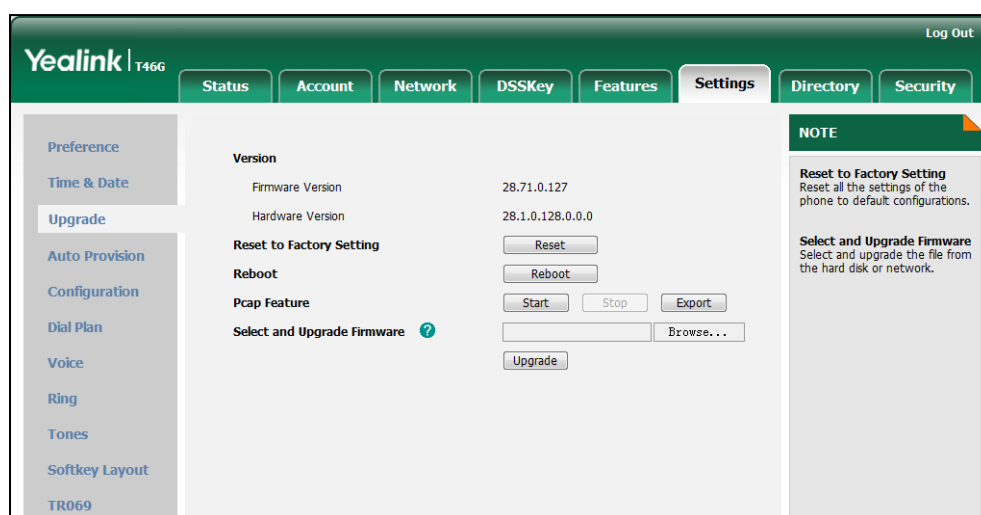 Log Out
Yealink | T46G
Status Account Network DSSKey Features Settings Directory Security
Preference
Time & Date
Upgrade
Auto Provision
Configuration
Dial Plan
Voice
Ring
Tones
Softkey Layout
TR069
Version
Firmware Version 28.71.0.127
Hardware Version 28.1.0.128.0.0.0
Reset to Factory Setting Reset
Reboot Reboot
Pcap Feature Start Stop Export
Select and Upgrade Firmware ? Browse...
Upgrade
NOTE
Reset to Factory Setting
Reset all the settings of the
phone to default configurations.
Select and Upgrade Firmware
Select and upgrade the file from
the hard disk or network.